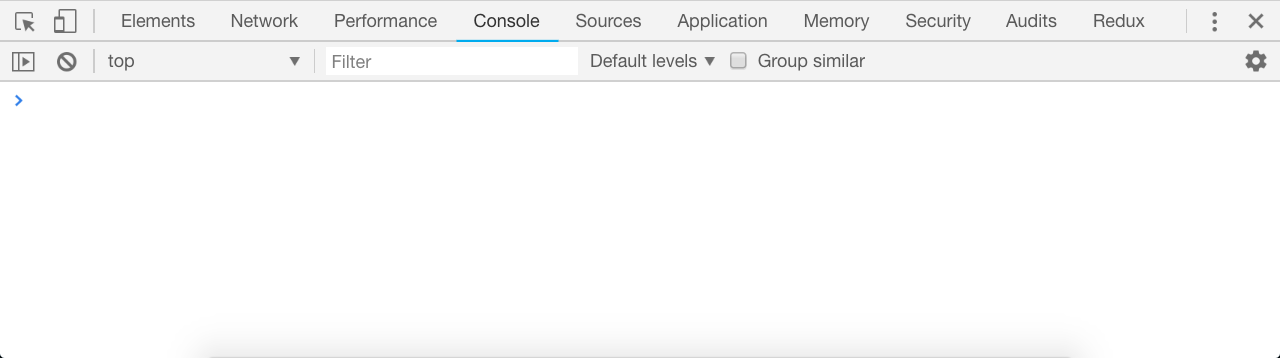 Elements Network Performance Console Sources Application Memory Security Audits Redux
top Filter Default levels Group similar